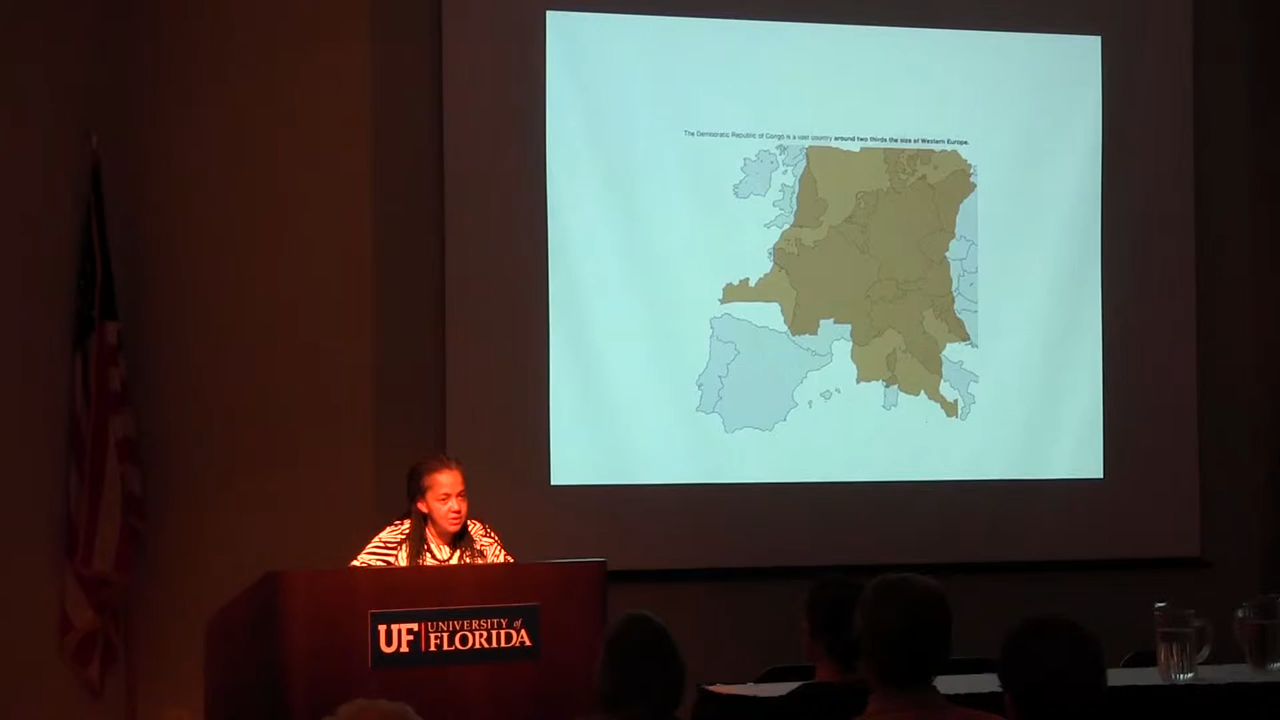 The Democratic Republic of Congo is a vast country around two thirds the size of Western Europe.
UF UNIVERSITY of
FLORIDA